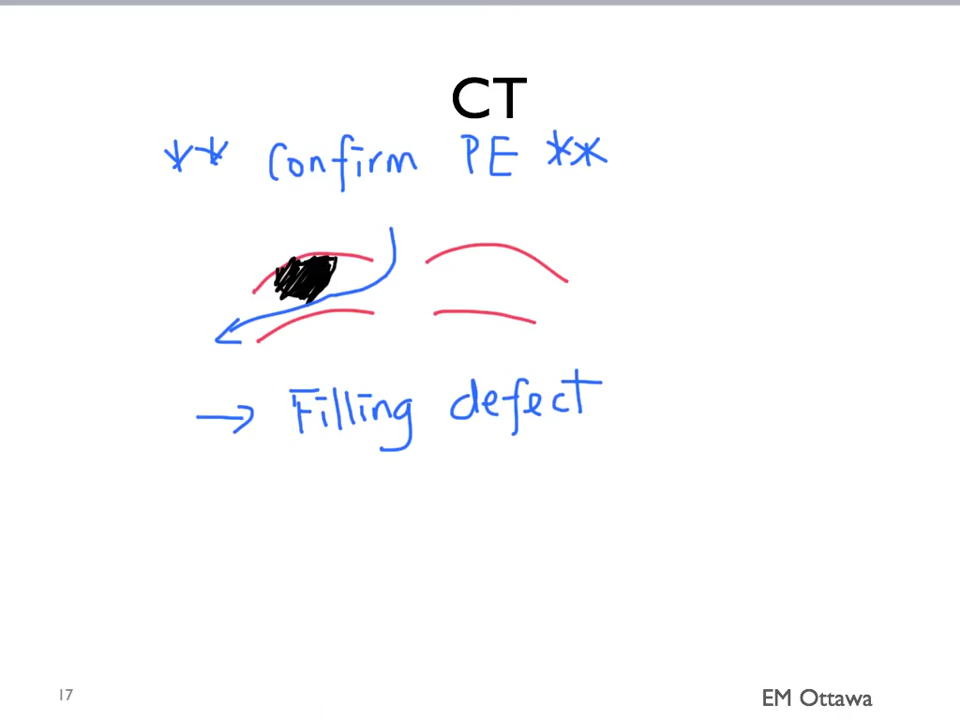 CT
** Confirm PE **
→ Filling defect
17
EM Ottawa